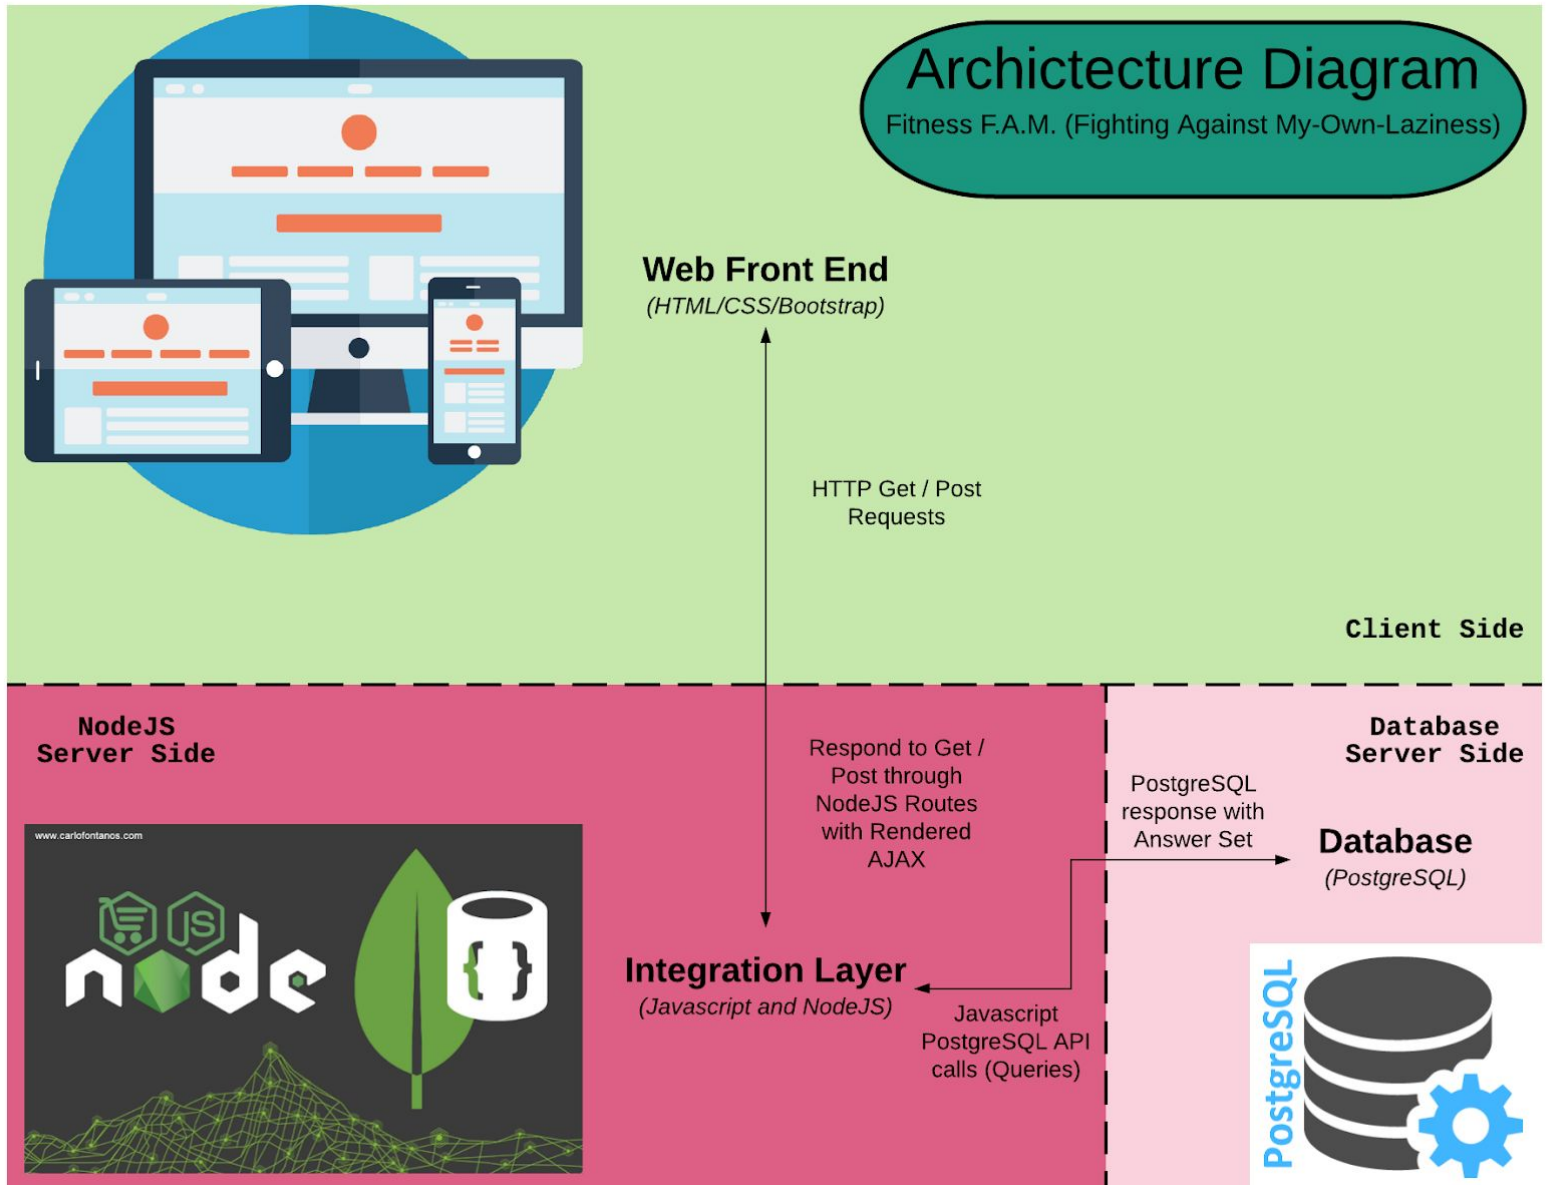 Archictecture Diagram
Fitness F.A.M. (Fighting Against My-Own-Laziness)
Web Front End
(HTML/CSS/Bootstrap)
HTTP Get / Post
Requests
Client Side
NodeJS
Server Side
Respond to Get /
Post through
NodeJS Routes
with Rendered
AJAX
Database
Server Side
PostgreSQL
response with
Answer Set
Database
(PostgreSQL)
www.carlofontanos.com
JS
node
{ }
Integration Layer
(Javascript and NodeJS)
Javascript
PostgreSQL API
calls (Queries)
PostgreSQL